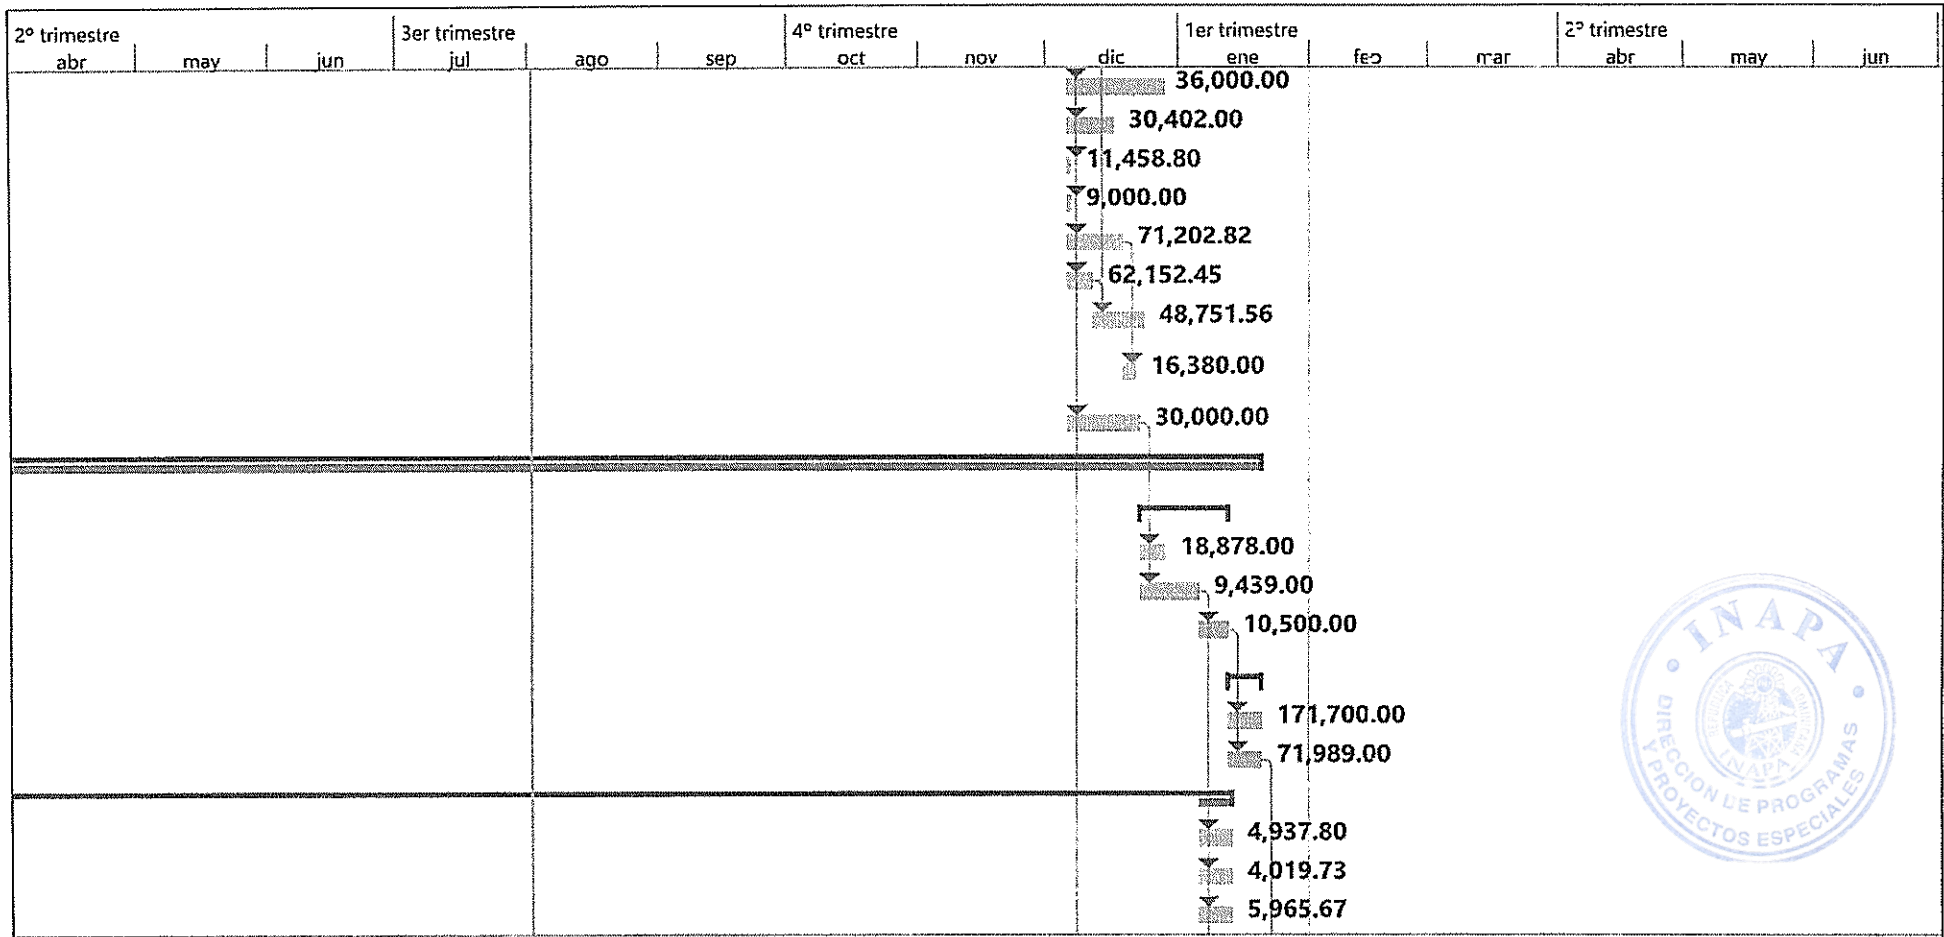 2º trimestre 3er trimestre 4º trimestre 1er trimestre 2º trimestre
abr may jun jul ago sep oct nov dic ene feb mar abr may jun
36,000.00
30,402.00
11,458.80
9,000.00
71,202.82
62,152.45
48,751.56
16,380.00
30,000.00
18,878.00
9,439.00
10,500.00
171,700.00
71,989.00
4,937.80
4,019.73
5,965.67
INAPA
REPUBLICA DOMINICANA
INAPA
DIRECCION DE PROGRAMAS
Y PROYECTOS ESPECIALES